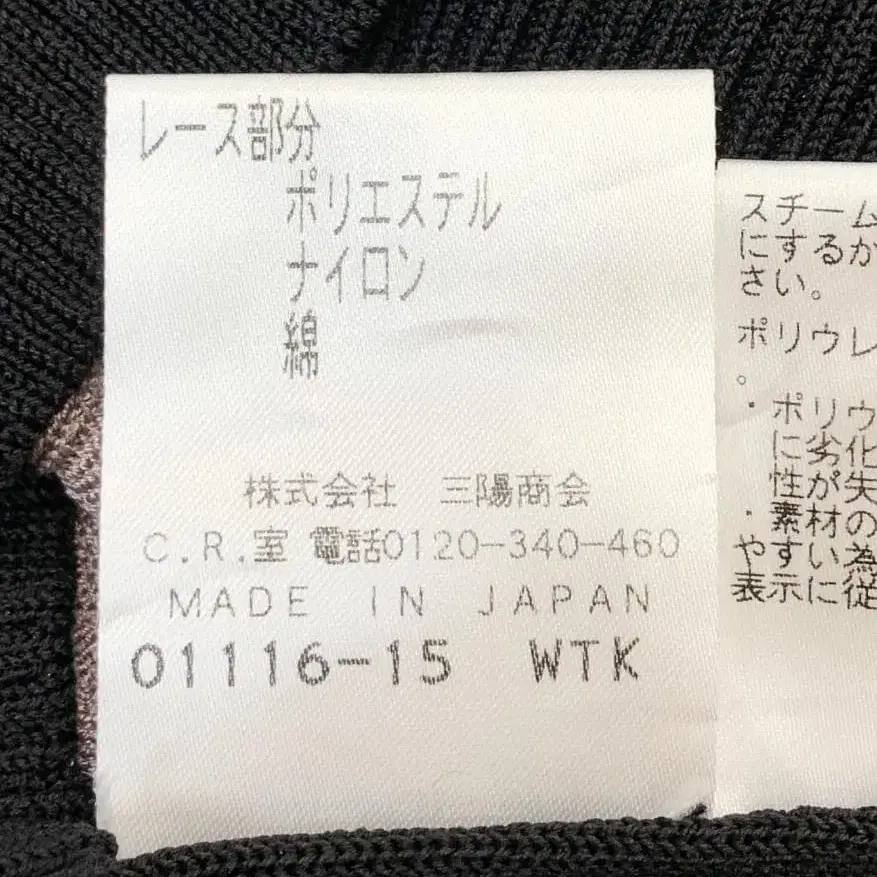 レース部分
ポリエステル
ナイロン
綿
株式会社 三陽商会
C.R.室 電話0120-340-460
MADE IN JAPAN
01116-15 WTK
スチーム
にするか
さい。
ポリウレ
。
・ポリウ
に劣化
性が失
・素材の
やすい為
表示に従